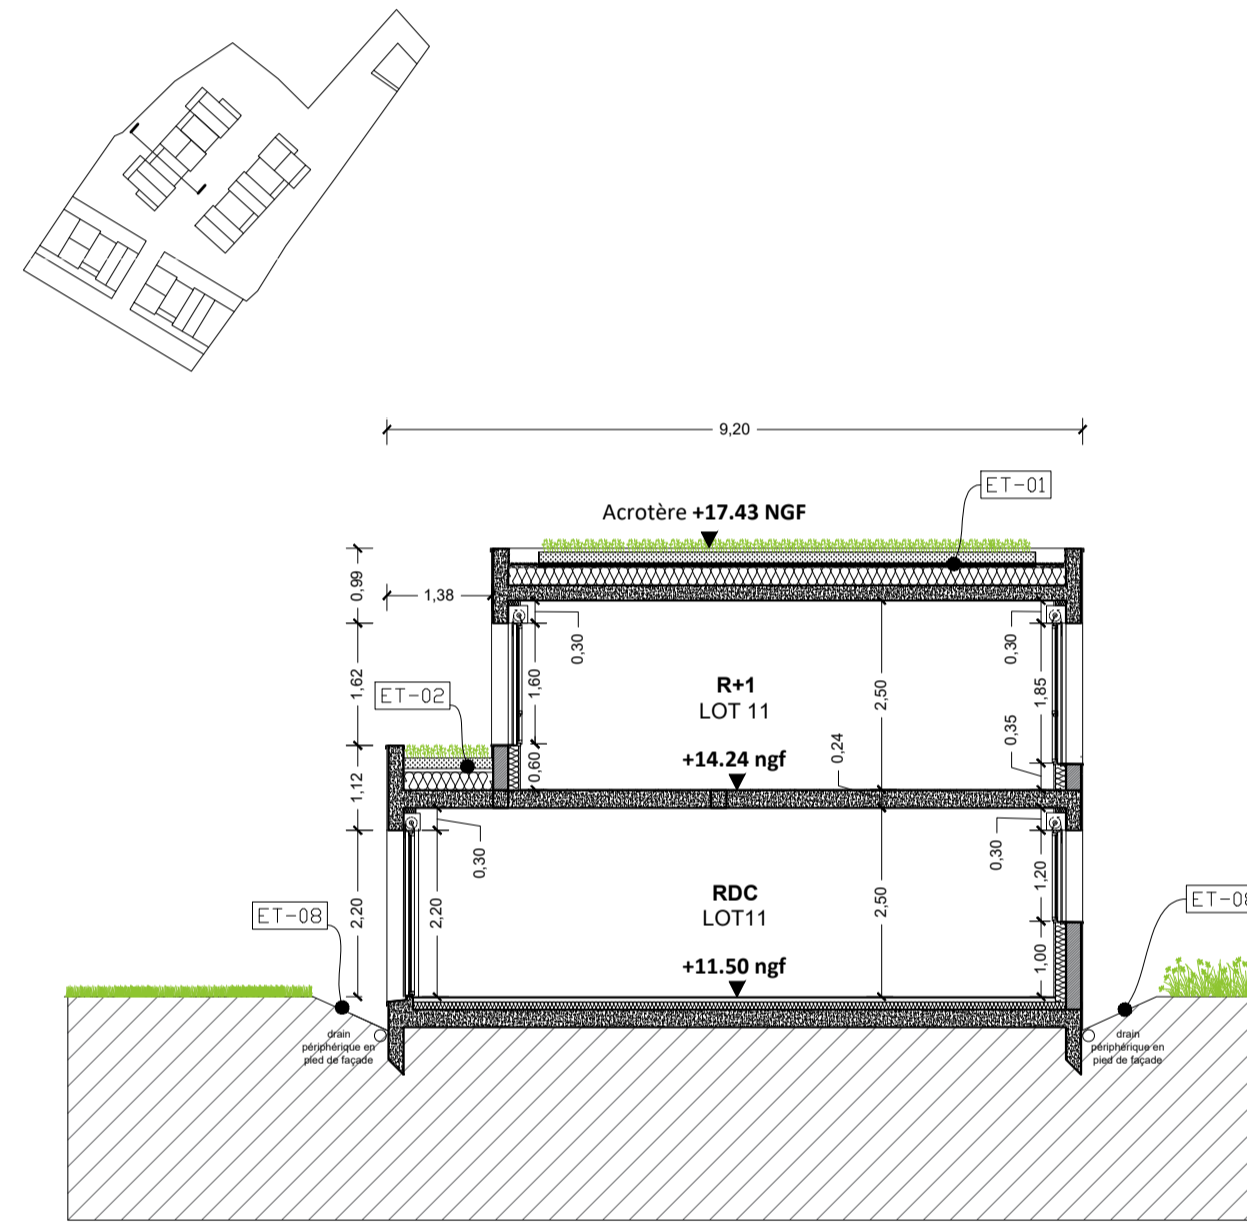 9,20
ET-01
Acrotère +17.43 NGF
0,99
1,38
0,30
0,30
1,62
1,60
R+1
LOT 11
2,50
1,85
ET-02
0,35
0,24
+14.24 ngf
0,60
1,12
0,30
0,30
1,20
RDC
LOT11
2,50
2,20
2,20
ET-08
ET-08
1,00
+11.50 ngf
drain
périphérique en
pied de façade
drain
périphérique en
pied de façade